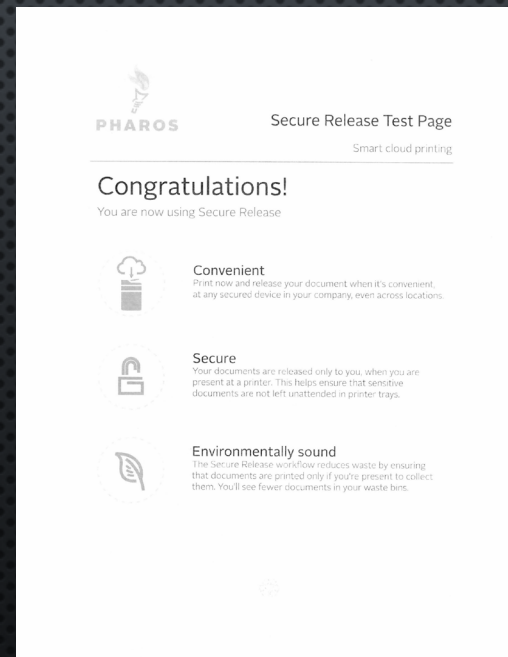 PHAROS
Secure Release Test Page
Smart cloud printing
Congratulations!
You are now using Secure Release
Convenient
Print now and release your document when it's convenient,
at any secured device in your company, even across locations.
Secure
Your documents are released only to you, when you are
present at a printer. This helps ensure that sensitive
documents are not left unattended in printer trays.
Environmentally sound
The Secure Release workflow reduces waste by ensuring
that documents are printed only if you're present to collect
them. You'll see fewer documents in your waste bins.